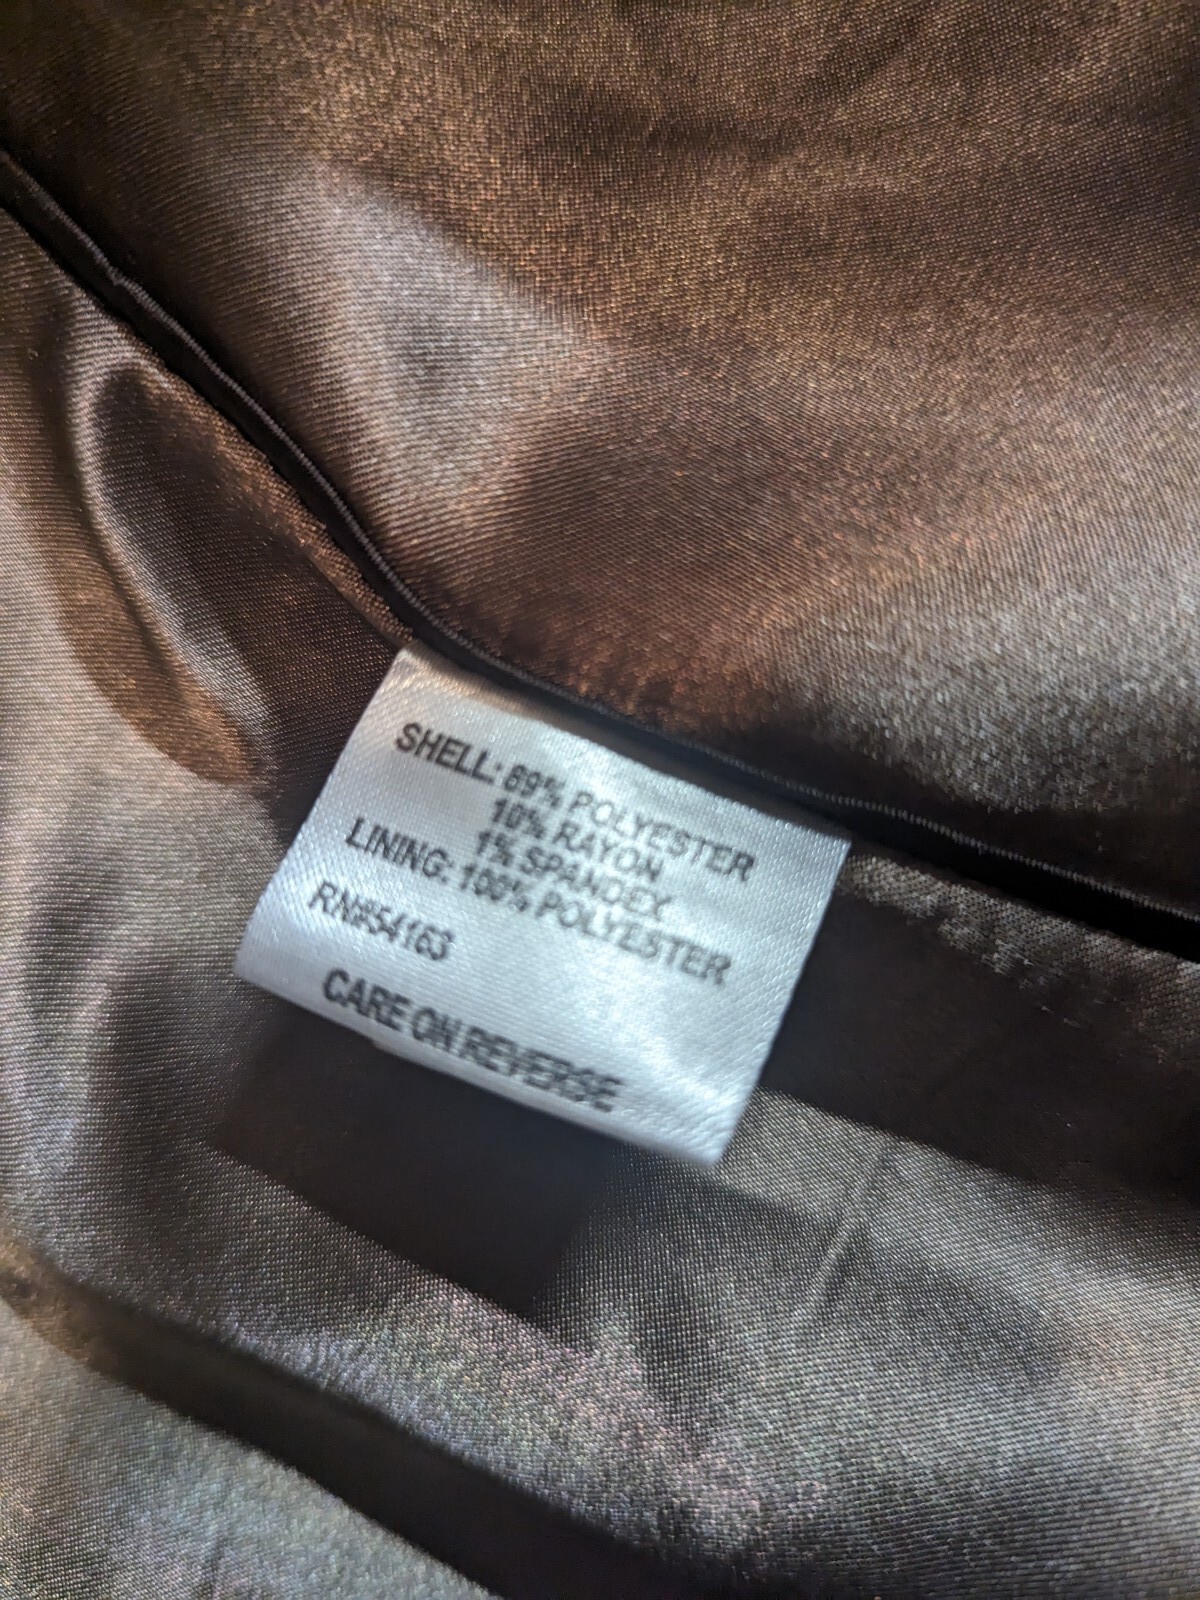 SHELL: 89% POLYESTER
10% RAYON
1% SPANDEX
LINING: 100% POLYESTER
RN#54163
CARE ON REVERSE